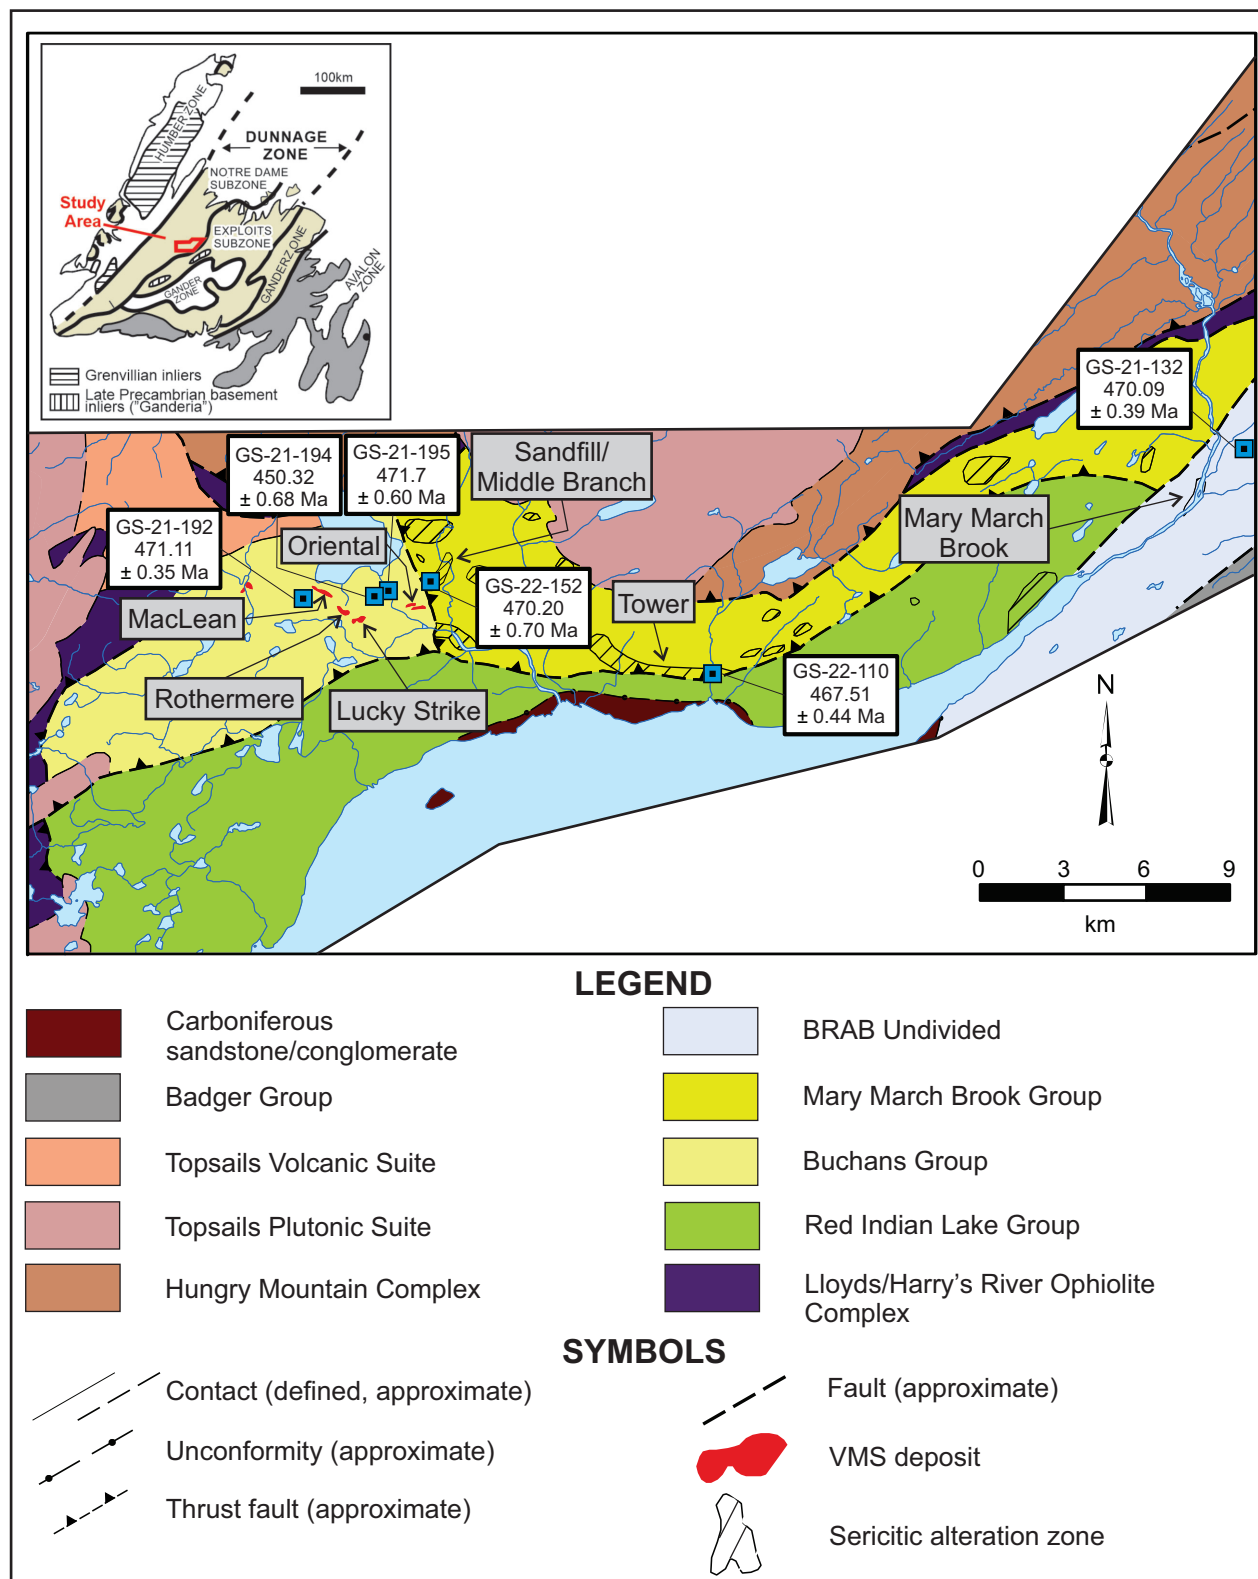 100km
HUMBER ZONE
DUNNAGE
ZONE
NOTRE DAME
SUBZONE
Study
Area
EXPLOITS
SUBZONE
GANDER
ZONE
GANDERZONE
AVALON
ZONE
Grenvillian inliers
Late Precambrian basement
inliers ("Ganderia")
GS-21-132
470.09
± 0.39 Ma
GS-21-194
450.32
± 0.68 Ma
GS-21-195
471.7
± 0.60 Ma
Sandfill/
Middle Branch
GS-21-192
471.11
± 0.35 Ma
Oriental
Mary March
Brook
MacLean
GS-22-152
470.20
± 0.70 Ma
Tower
Rothermere
Lucky Strike
GS-22-110
467.51
± 0.44 Ma
N
0 3 6 9
km
LEGEND
Carboniferous
sandstone/conglomerate
Badger Group
Topsails Volcanic Suite
Topsails Plutonic Suite
Hungry Mountain Complex
BRAB Undivided
Mary March Brook Group
Buchans Group
Red Indian Lake Group
Lloyds/Harry's River Ophiolite
Complex
SYMBOLS
Contact (defined, approximate)
Unconformity (approximate)
Thrust fault (approximate)
Fault (approximate)
VMS deposit
Sericitic alteration zone